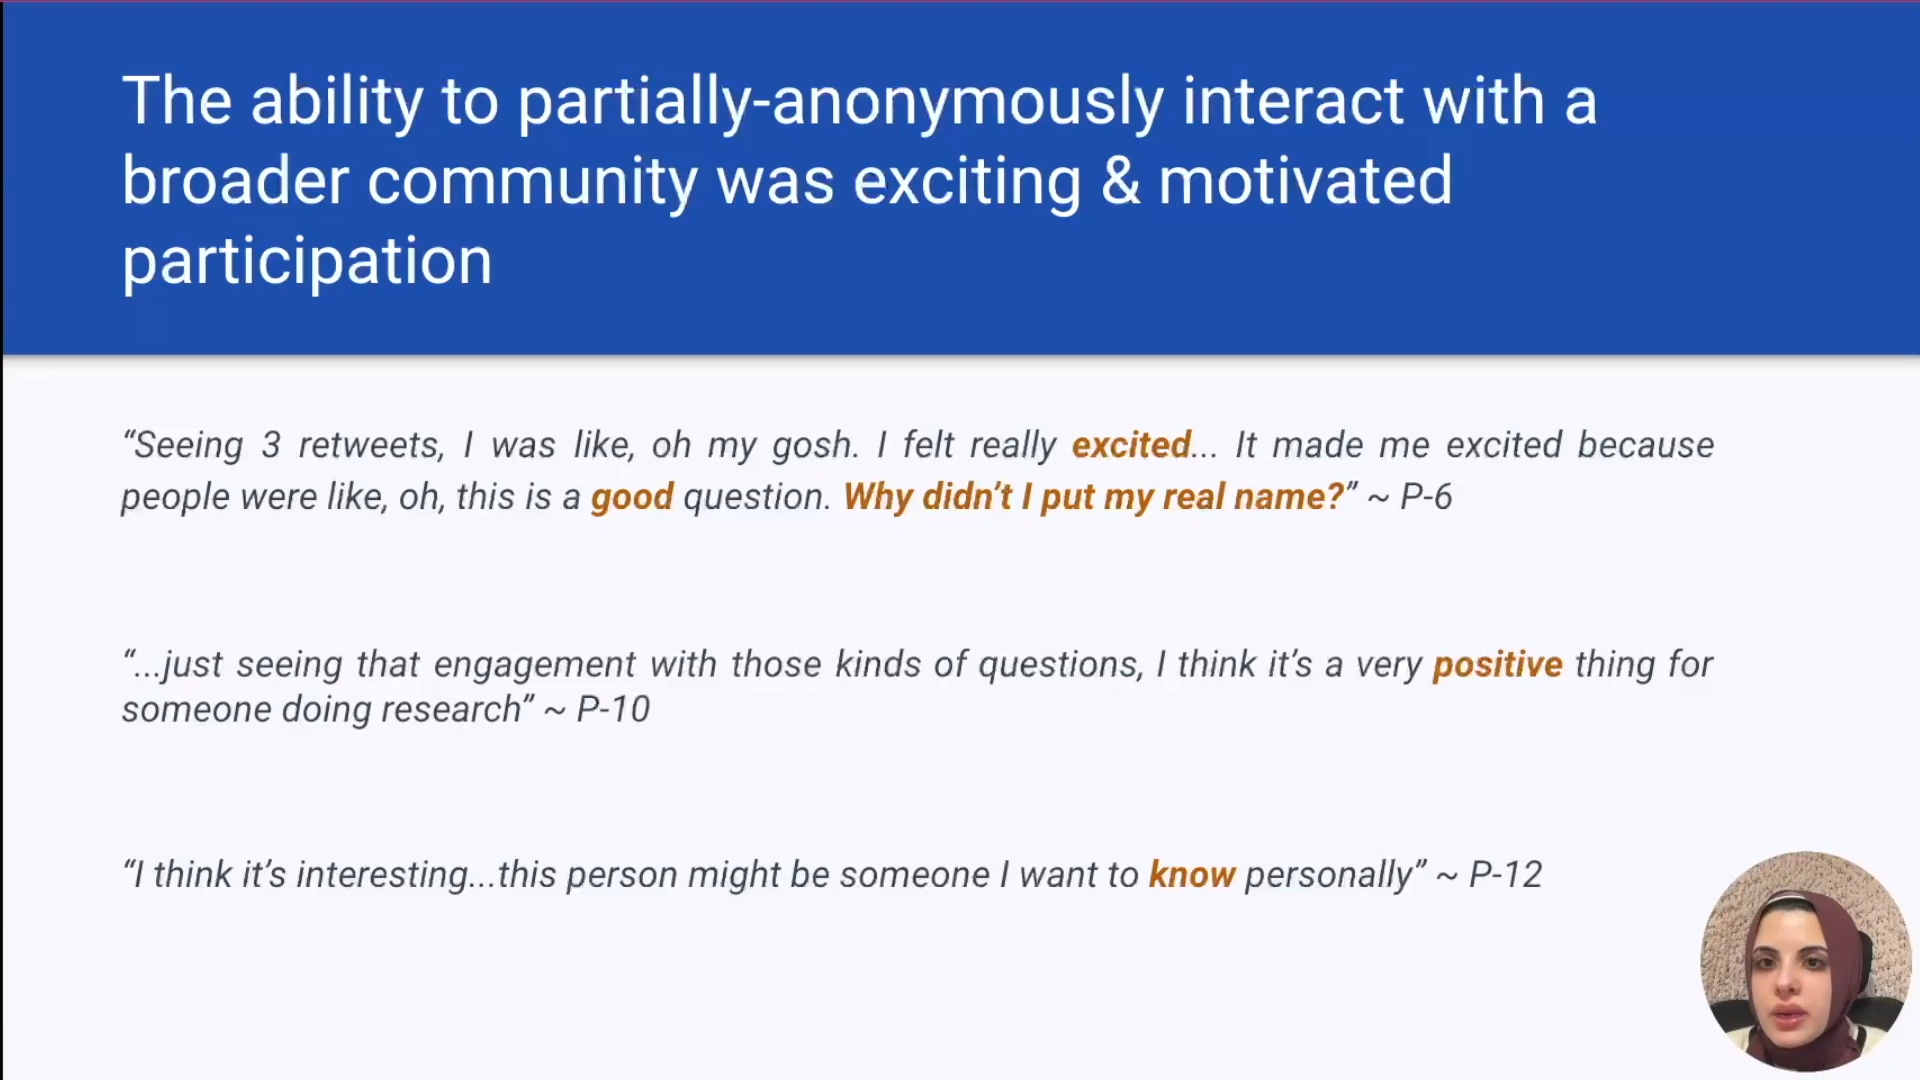 The ability to partially-anonymously interact with a
broader community was exciting & motivated
participation
“Seeing 3 retweets, I was like, oh my gosh. I felt really excited... It made me excited because
people were like, oh, this is a good question. Why didn’t I put my real name?” ~ P-6
“...just seeing that engagement with those kinds of questions, I think it’s a very positive thing for
someone doing research” ~ P-10
“I think it’s interesting...this person might be someone I want to know personally” ~ P-12